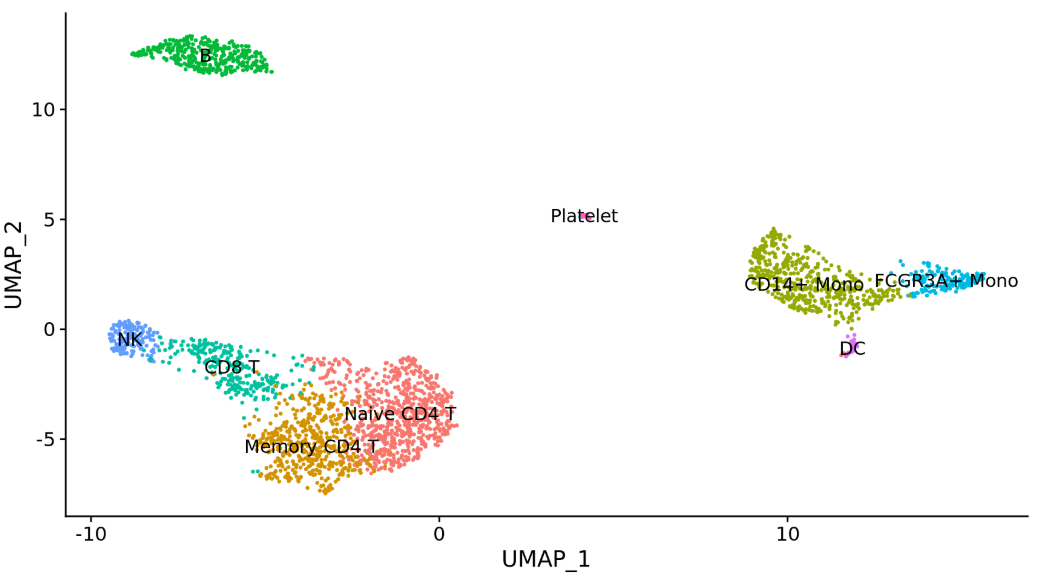 B
10
Platelet
5
UMAP_2
CD14+ Mono
FCGR3A+ Mono
0
NK
DC
CD8 T
Naive CD4 T
-5
Memory CD4 T
-10
0
10
UMAP_1